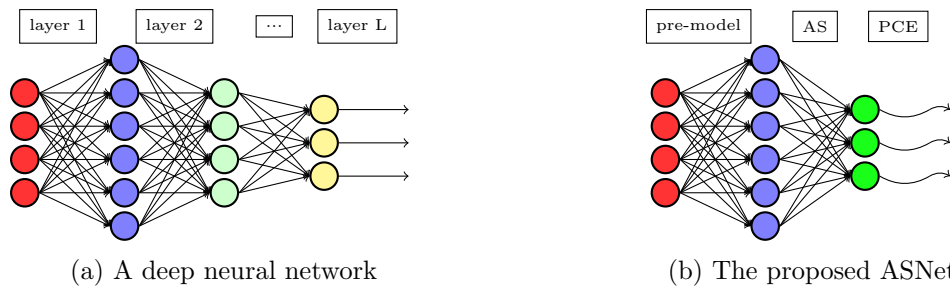 layer 1 layer 2 ... layer L
pre-model AS PCE
(a) A deep neural network
(b) The proposed ASNet